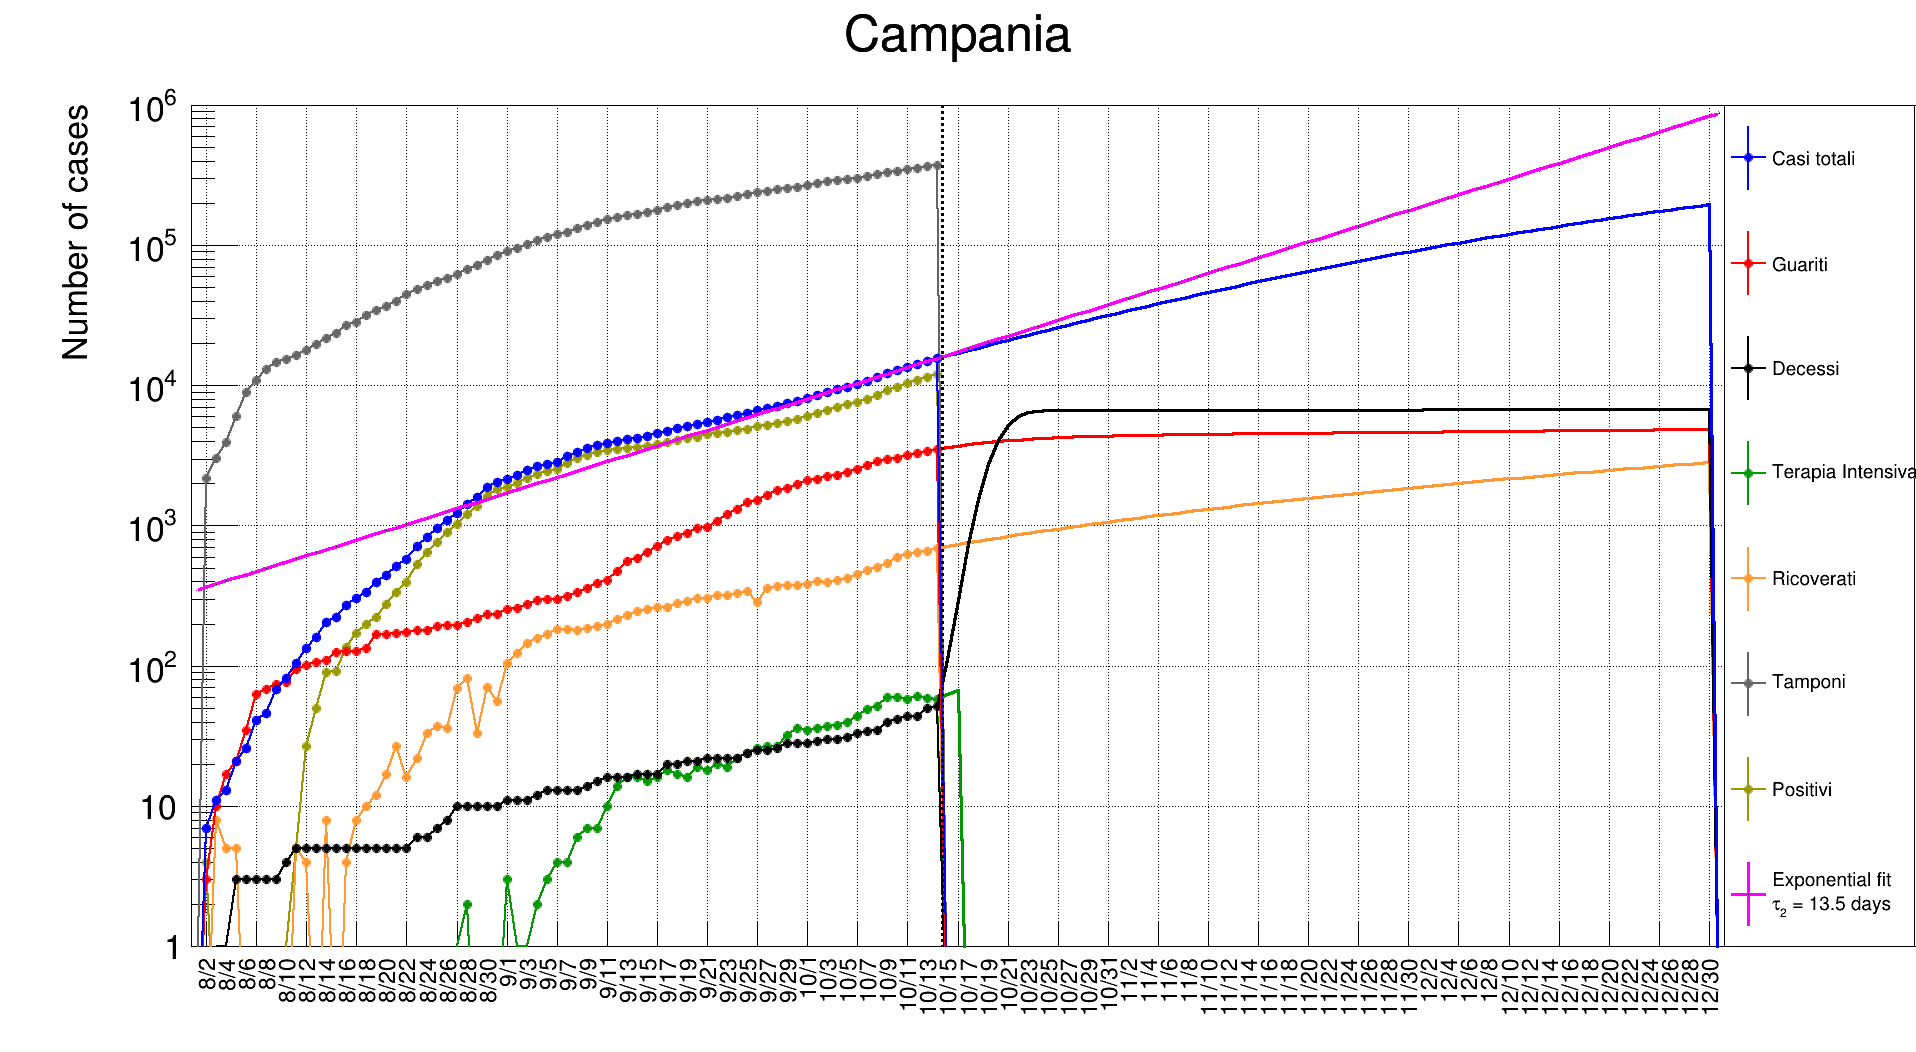 Campania
Number of cases
10^6
10^5
10^4
10^3
10^2
10
1
8/2 8/4 8/6 8/8 8/10 8/12 8/14 8/16 8/18 8/20 8/22 8/24 8/26 8/28 8/30 9/1 9/3 9/5 9/7 9/9 9/11 9/13 9/15 9/17 9/19 9/21 9/23 9/25 9/27 9/29 10/1 10/3 10/5 10/7 10/9 10/11 10/13 10/15 10/17 10/19 10/21 10/23 10/25 10/27 10/29 10/31 11/2 11/4 11/6 11/8 11/10 11/12 11/14 11/16 11/18 11/20 11/22 11/24 11/26 11/28 11/30 12/2 12/4 12/6 12/8 12/10 12/12 12/14 12/16 12/18 12/20 12/22 12/24 12/26 12/28 12/30
Casi totali
Guariti
Decessi
Terapia Intensiva
Ricoverati
Tamponi
Positivi
Exponential fit
τ2 = 13.5 days